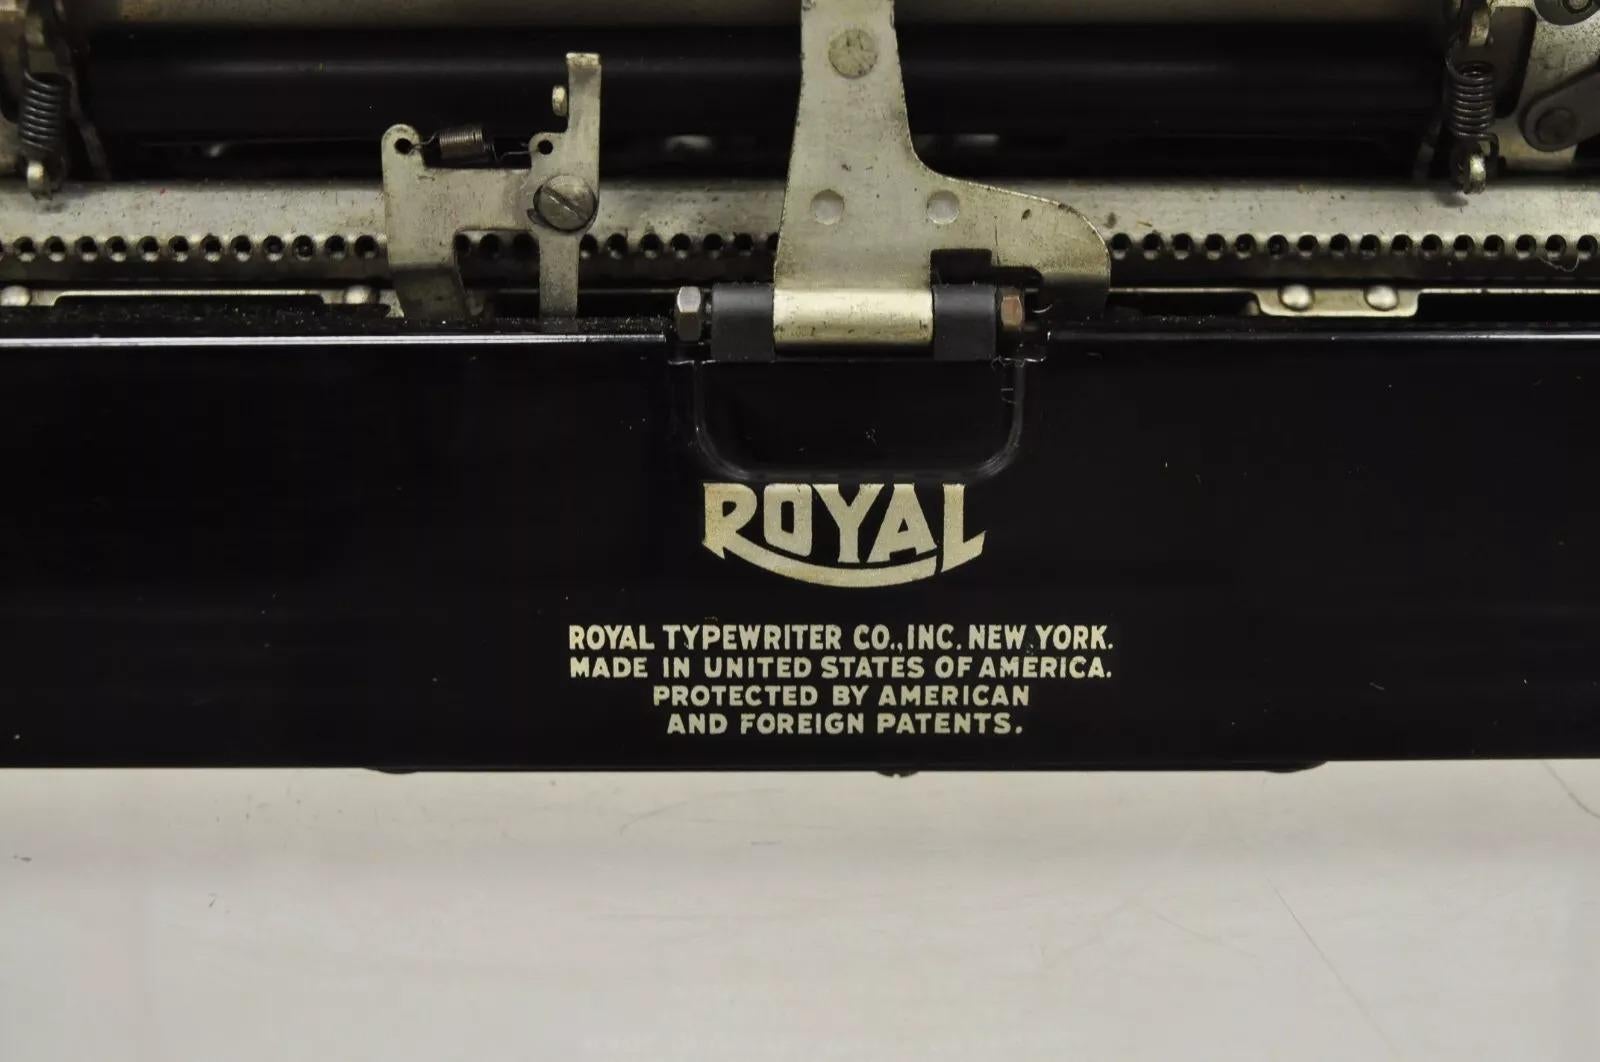 ROYAL
ROYAL TYPEWRITER CO.,INC. NEW YORK.
MADE IN UNITED STATES OF AMERICA.
PROTECTED BY AMERICAN
AND FOREIGN PATENTS.